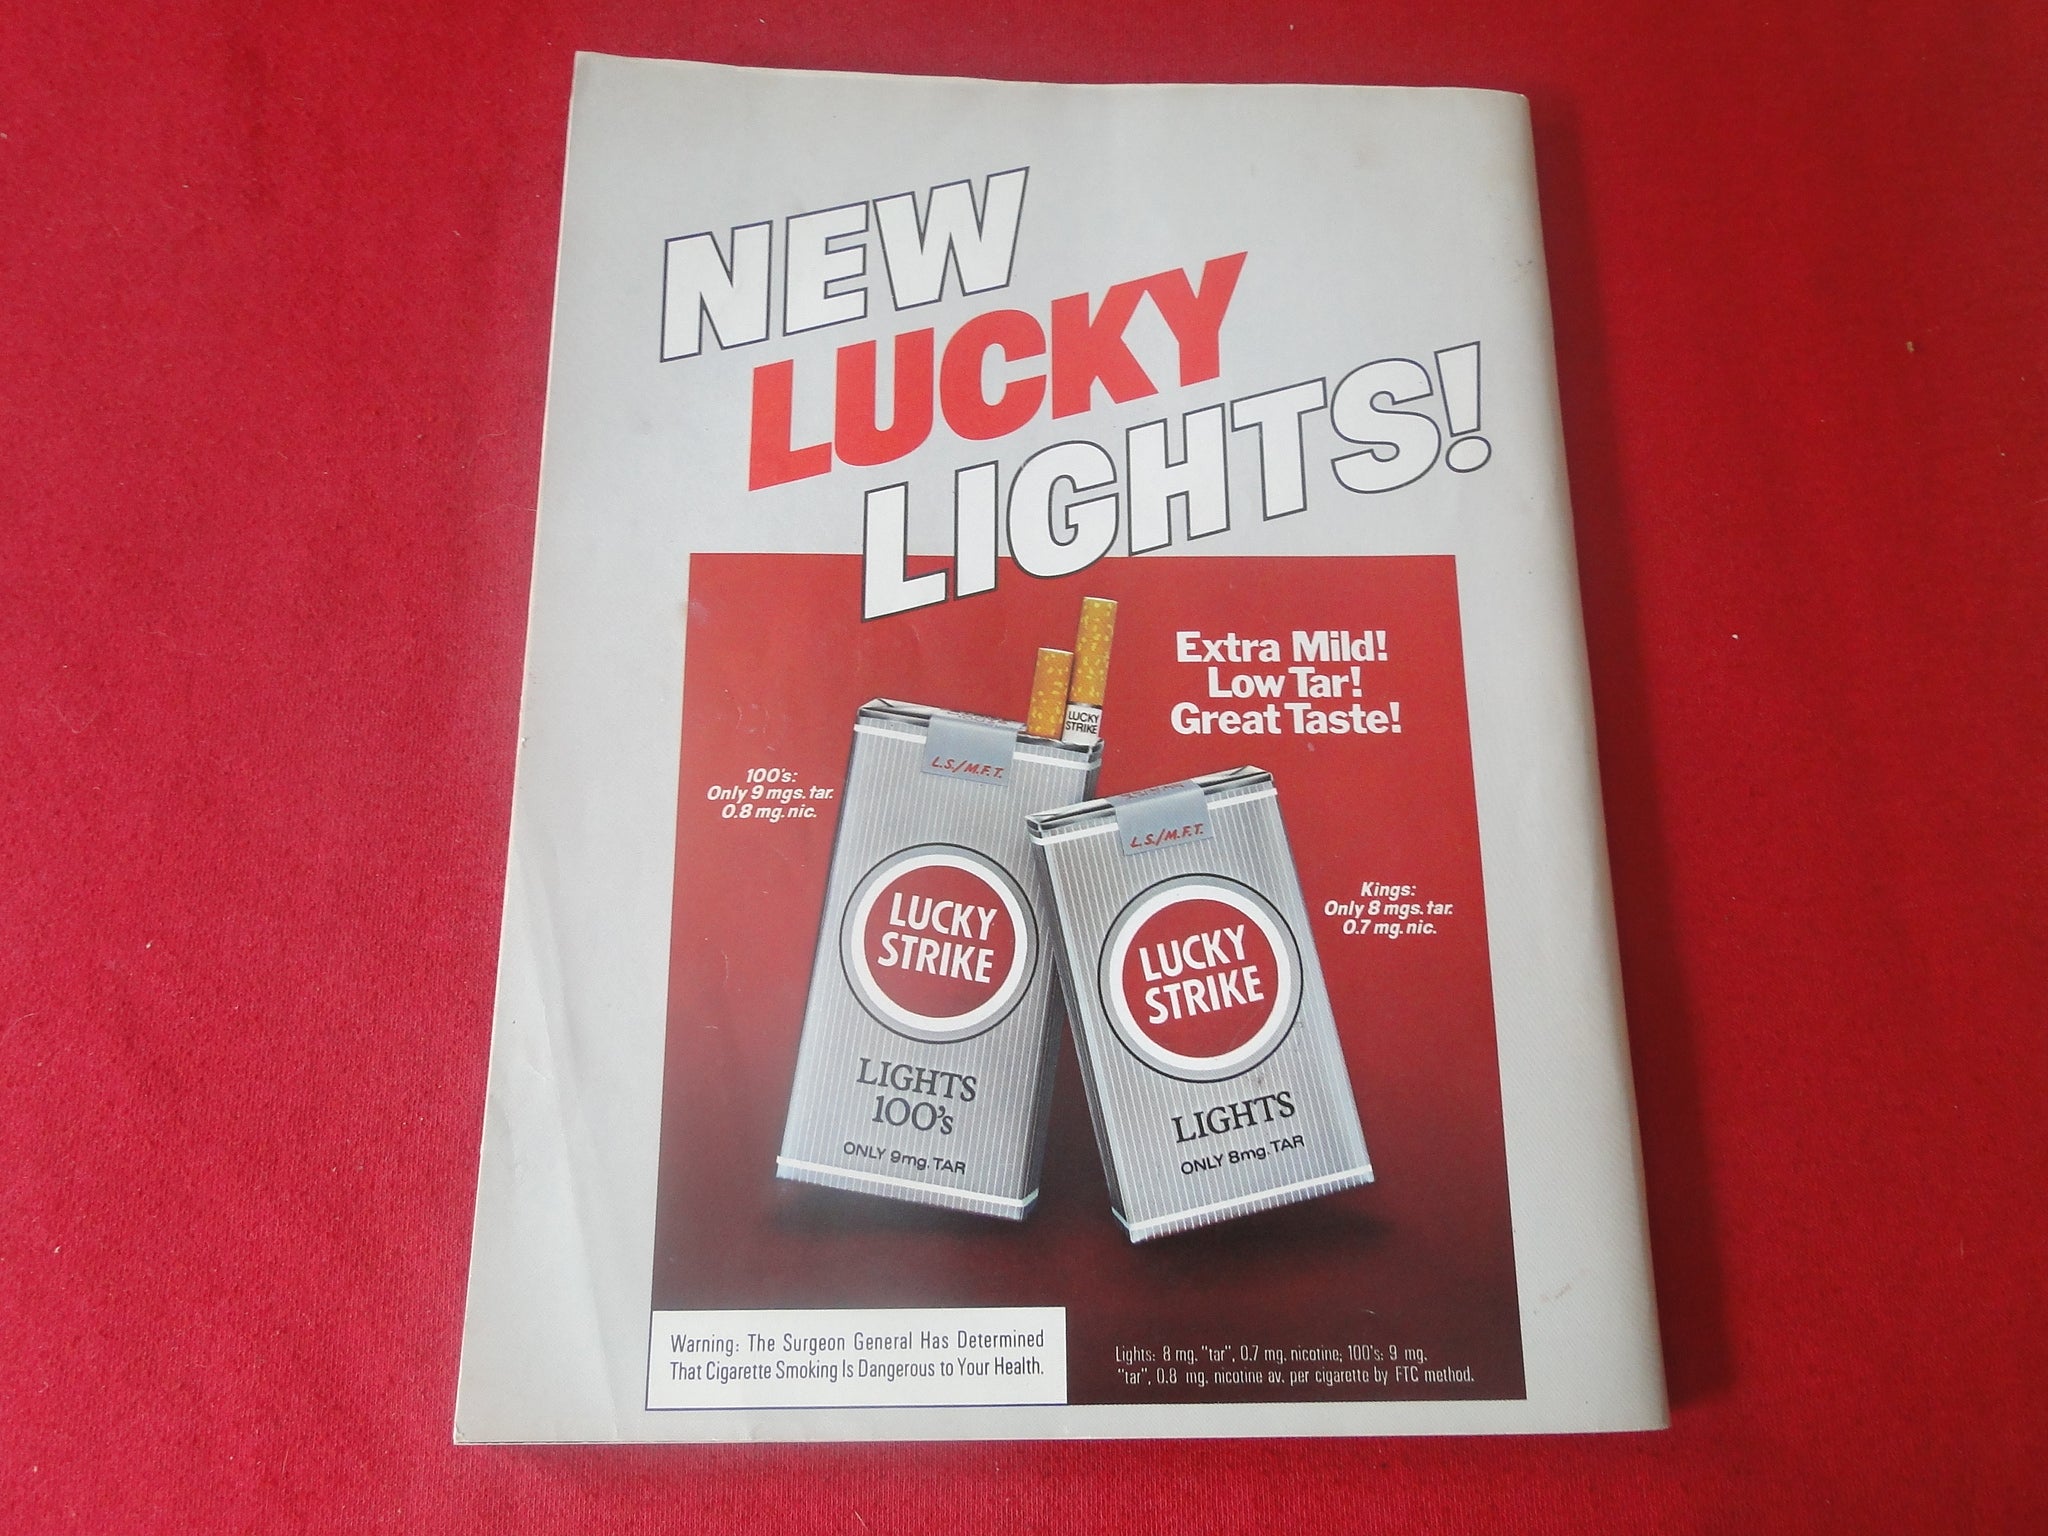 NEW
LUCKY
LIGHTS!
Extra Mild!
Low Tar!
Great Taste!
LUCKY
STRIKE
100's:
Only 9 mgs. tar.
0.8 mg. nic.
L.S./M.F.T.
LUCKY
STRIKE
LIGHTS
100's
ONLY 9mg. TAR
L.S./M.F.T.
LUCKY
STRIKE
LIGHTS
ONLY 8mg. TAR
Kings:
Only 8 mgs. tar.
0.7 mg. nic.
Warning: The Surgeon General Has Determined
That Cigarette Smoking Is Dangerous to Your Health.
Lights: 8 mg. "tar", 0.7 mg. nicotine; 100's: 9 mg.
"tar", 0.8 mg. nicotine av. per cigarette by FTC method.